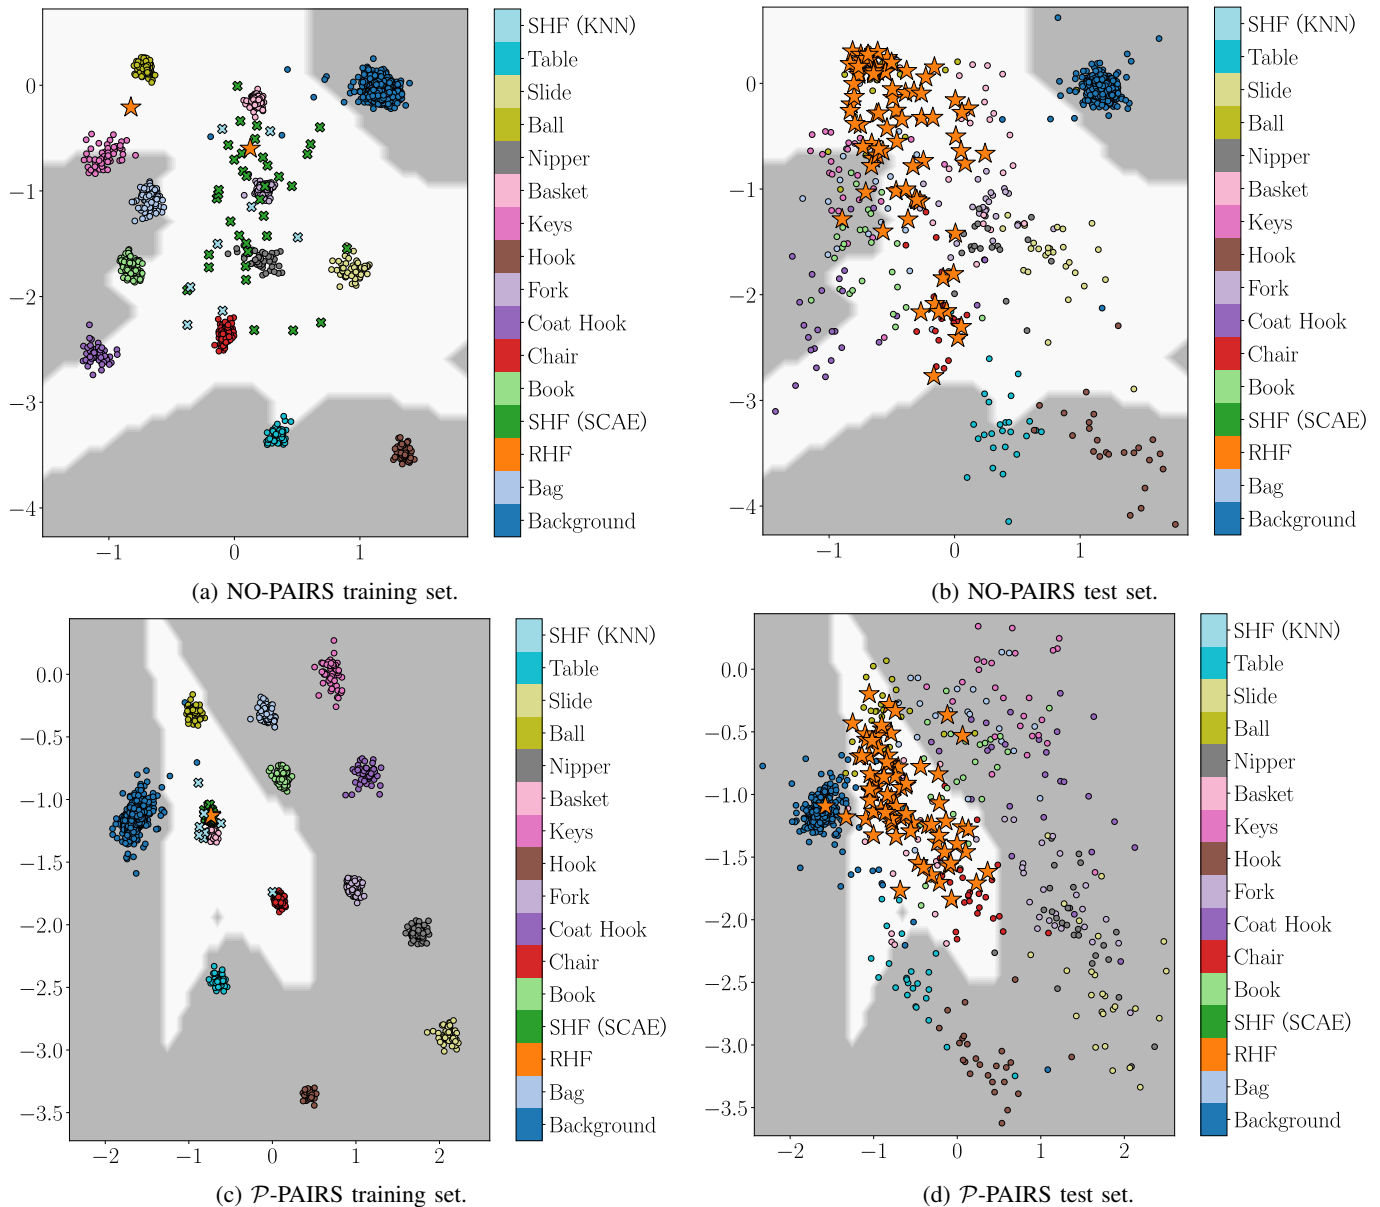 0
−1
−2
−3
−4
−1
0
1
SHF (KNN)
Table
Slide
Ball
Nipper
Basket
Keys
Hook
Fork
Coat Hook
Chair
Book
SHF (SCAE)
RHF
Bag
Background
(a) NO-PAIRS training set.
0
−1
−2
−3
−4
−1
0
1
SHF (KNN)
Table
Slide
Ball
Nipper
Basket
Keys
Hook
Fork
Coat Hook
Chair
Book
SHF (SCAE)
RHF
Bag
Background
(b) NO-PAIRS test set.
0.0
−0.5
−1.0
−1.5
−2.0
−2.5
−3.0
−3.5
−2
−1
0
1
2
SHF (KNN)
Table
Slide
Ball
Nipper
Basket
Keys
Hook
Fork
Coat Hook
Chair
Book
SHF (SCAE)
RHF
Bag
Background
(c) 𝒫-PAIRS training set.
0.0
−0.5
−1.0
−1.5
−2.0
−2.5
−3.0
−3.5
−2
−1
0
1
2
SHF (KNN)
Table
Slide
Ball
Nipper
Basket
Keys
Hook
Fork
Coat Hook
Chair
Book
SHF (SCAE)
RHF
Bag
Background
(d) 𝒫-PAIRS test set.